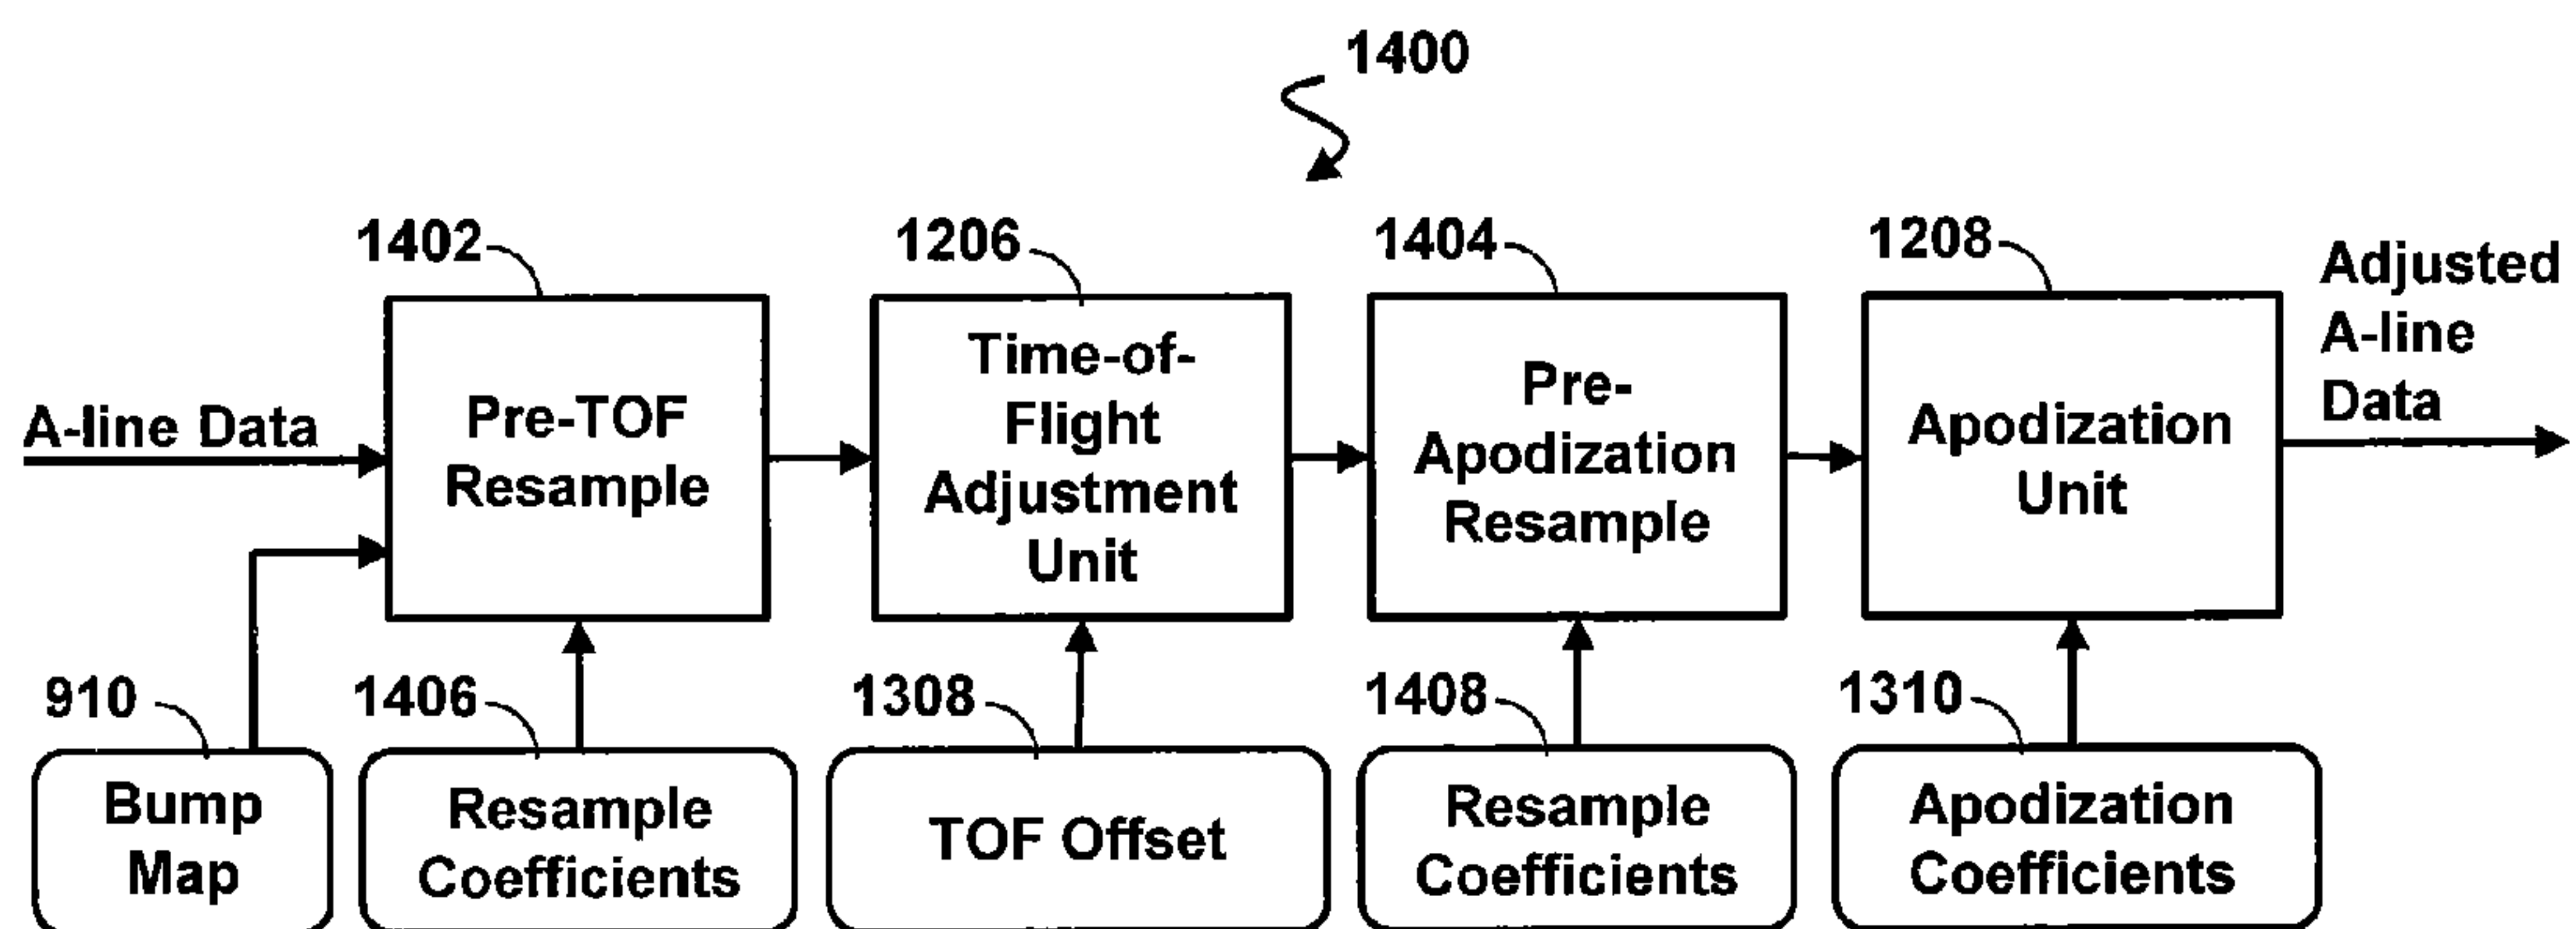 1400
1402
1206
1404
1208
A-line Data
Pre-TOF
Resample
Time-of-
Flight
Adjustment
Unit
Pre-
Apodization
Resample
Apodization
Unit
Adjusted
A-line
Data
910
1406
1308
1408
1310
Bump
Map
Resample
Coefficients
TOF Offset
Resample
Coefficients
Apodization
Coefficients